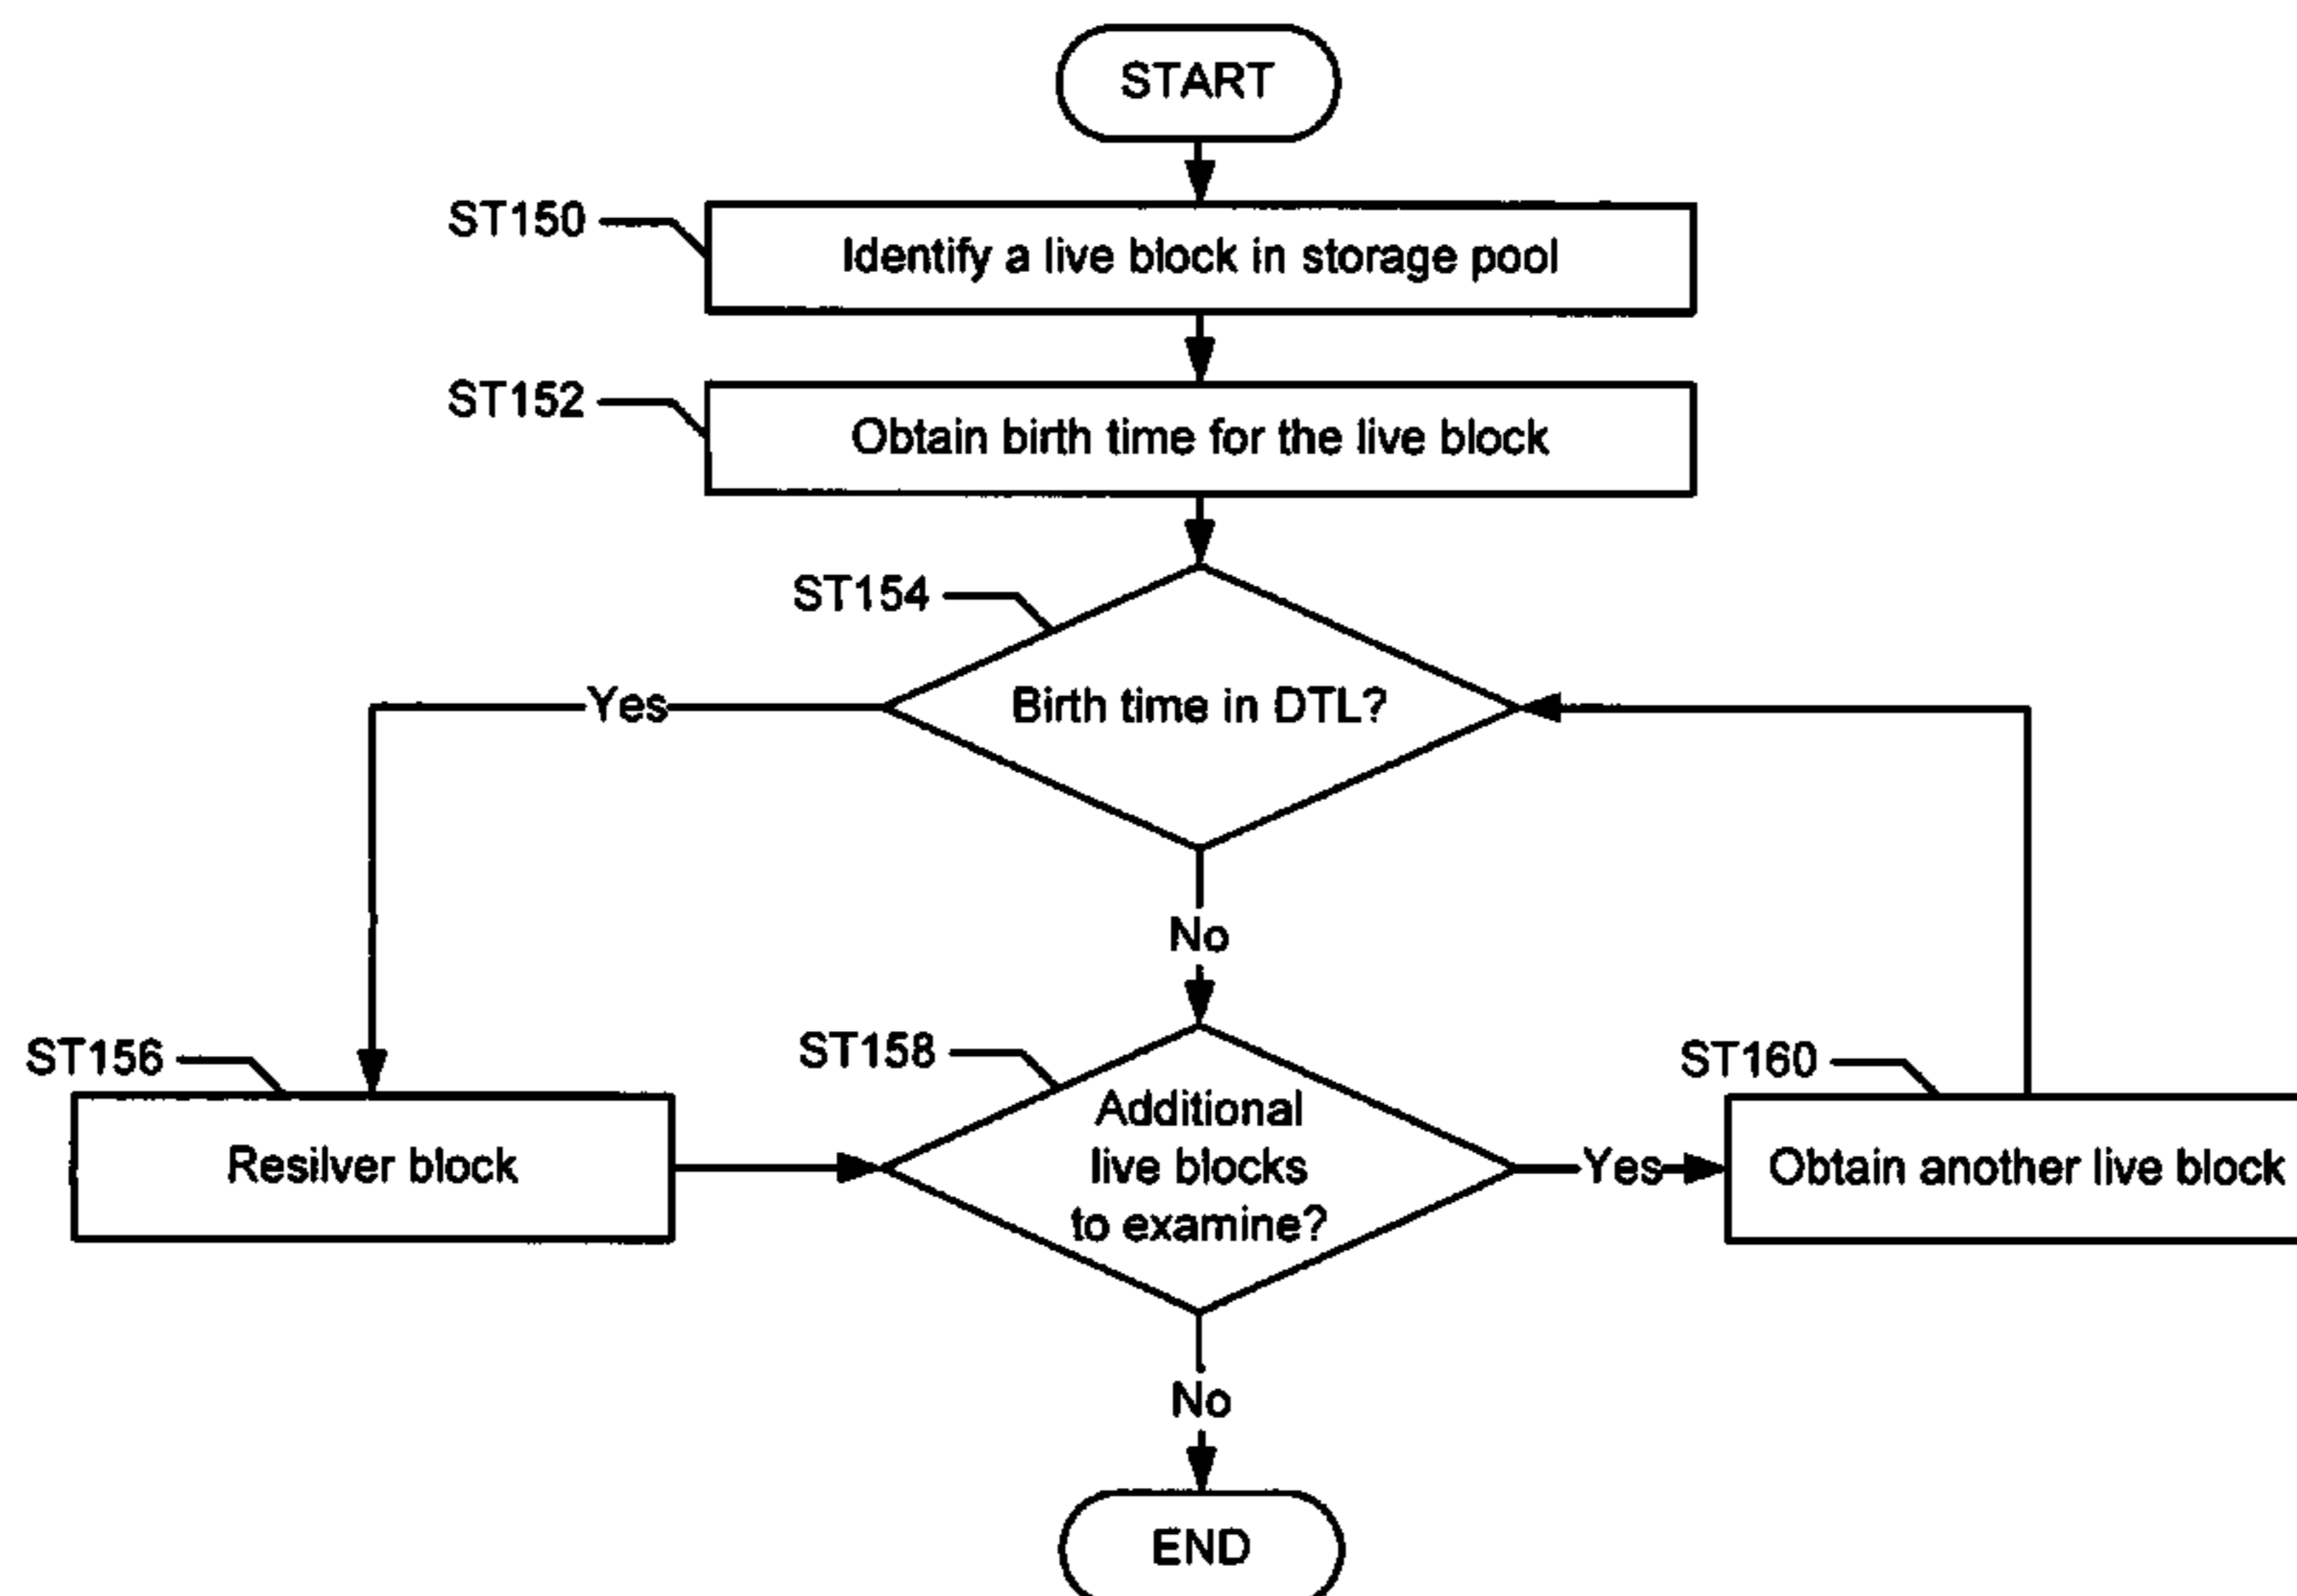 START
ST150
Identify a live block in storage pool
ST152
Obtain birth time for the live block
ST154
Birth time in DTL?
Yes
No
ST156
Resilver block
ST158
Additional
live blocks
to examine?
Yes
ST160
Obtain another live block
No
END